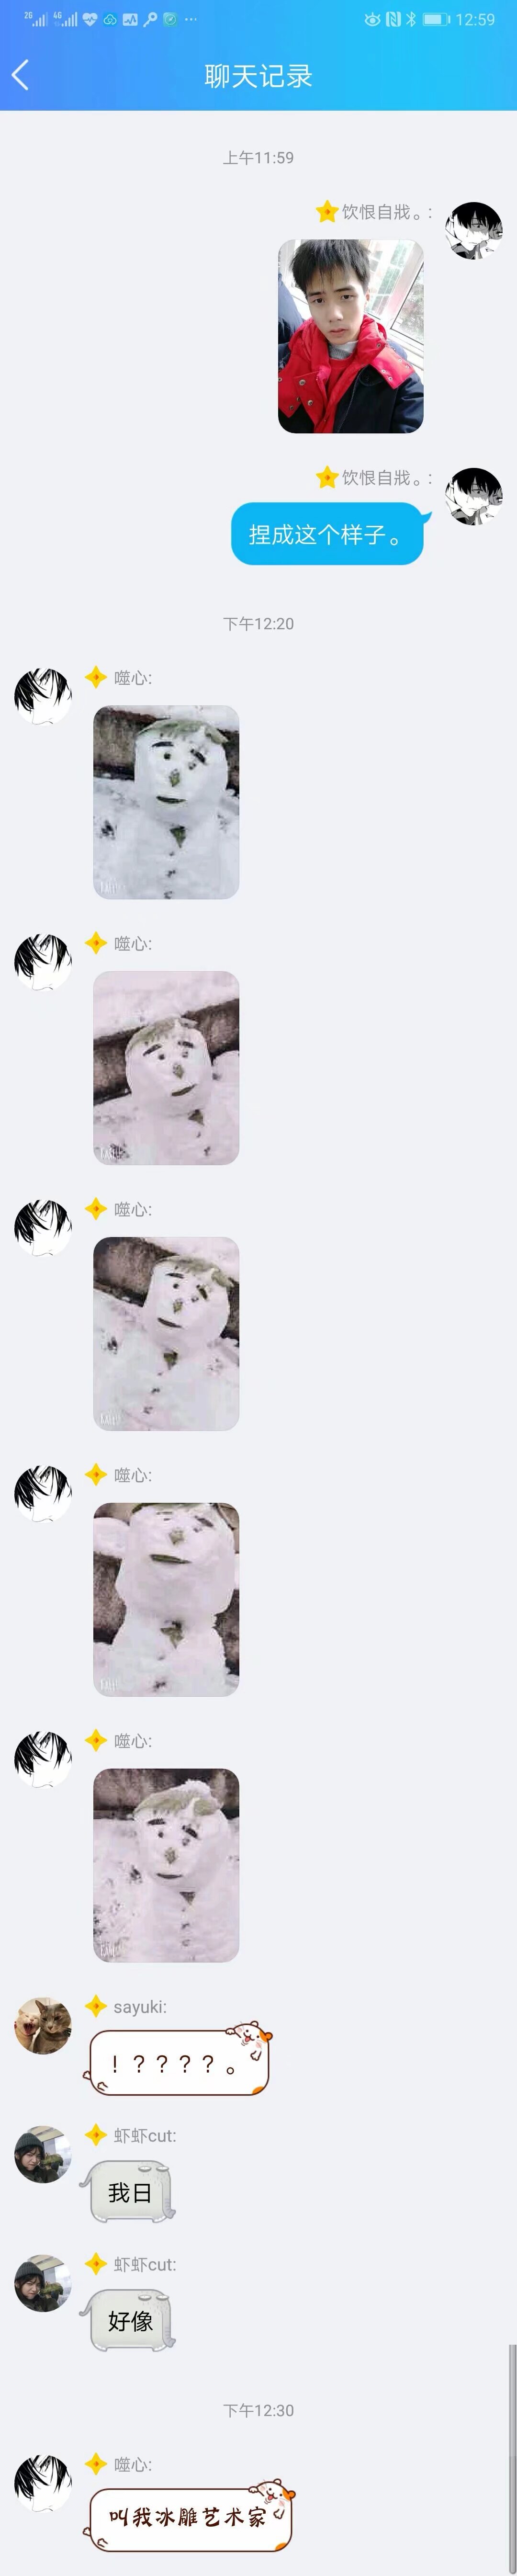 2G 4G 12:59
聊天记录
上午11:59
饮恨自戕。:
饮恨自戕。:
捏成这个样子。
下午12:20
噬心:
噬心:
噬心:
噬心:
噬心:
sayuki:
！？？？？。
虾虾cut:
我日
虾虾cut:
好像
下午12:30
噬心:
叫我冰雕艺术家